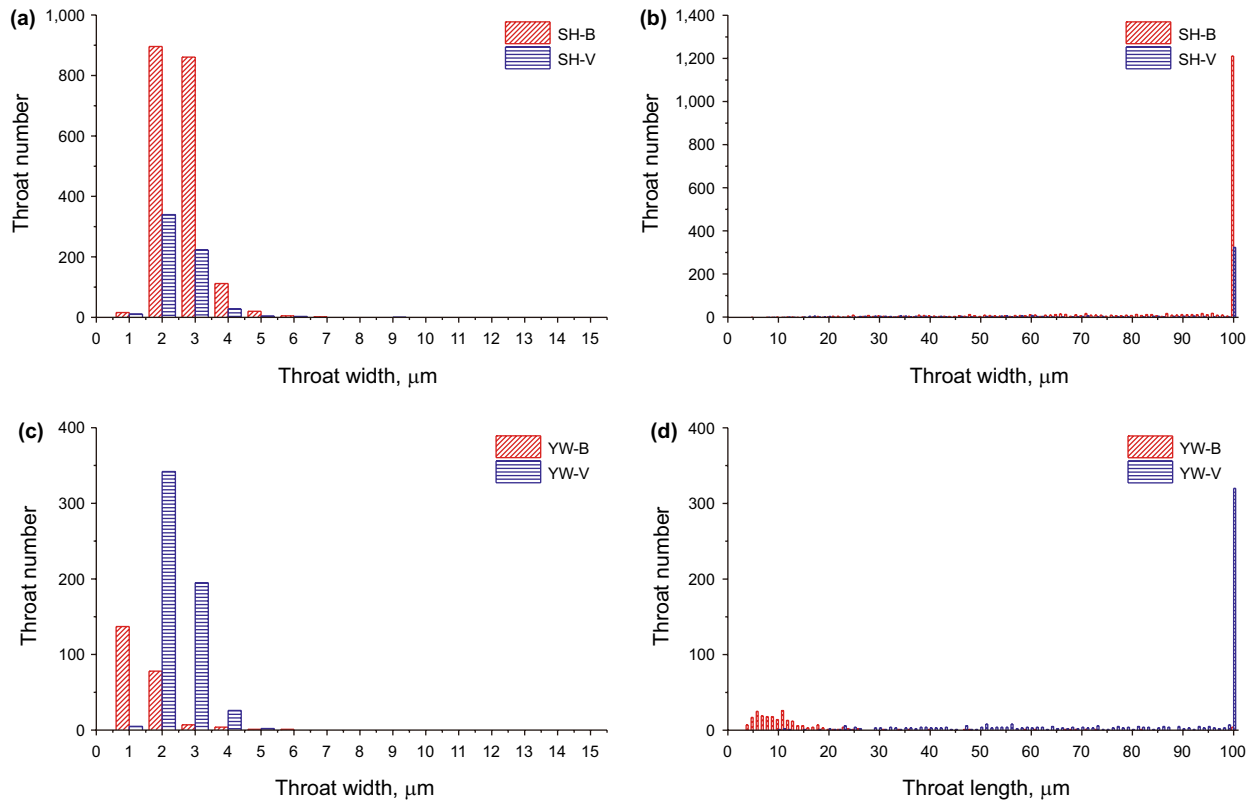 (a)
1,000
800
600
400
200
0
Throat number
SH-B
SH-V
0 1 2 3 4 5 6 7 8 9 10 11 12 13 14 15
Throat width, μm
(b)
1,400
1,200
1,000
800
600
400
200
0
Throat number
SH-B
SH-V
0 10 20 30 40 50 60 70 80 90 100
Throat width, μm
(c)
400
300
200
100
0
Throat number
YW-B
YW-V
0 1 2 3 4 5 6 7 8 9 10 11 12 13 14 15
Throat width, μm
(d)
400
300
200
100
0
Throat number
YW-B
YW-V
0 10 20 30 40 50 60 70 80 90 100
Throat length, μm